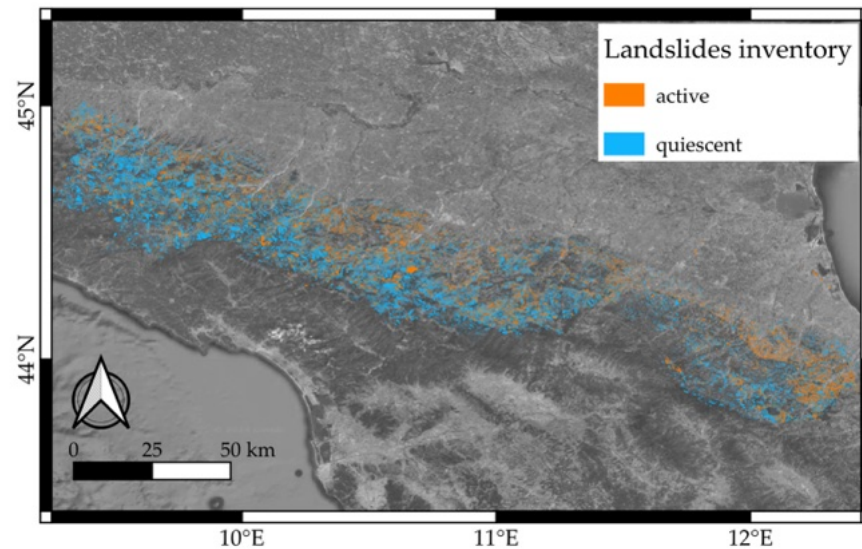 Landslides inventory
active
quiescent
45°N
44°N
0 25 50 km
10°E 11°E 12°E